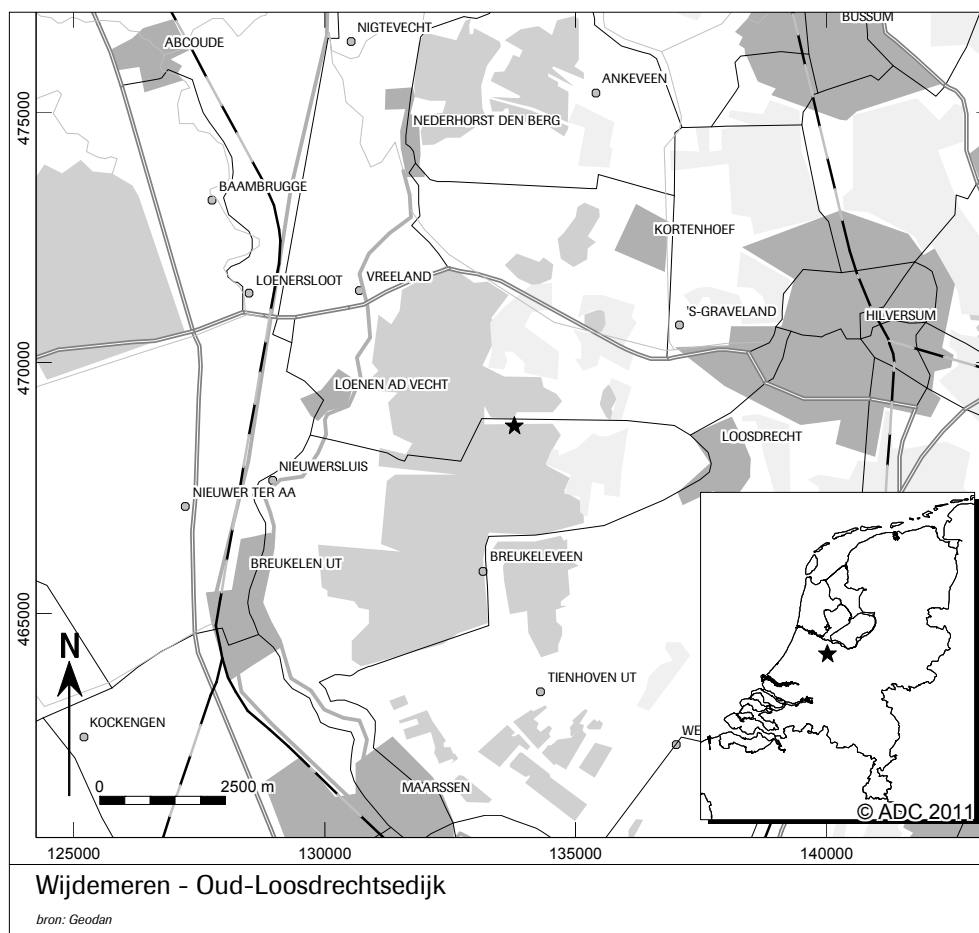 BUSSUM
NIGTEVECHT
ABCOUDE
ANKEVEEN
475000
NEDERHORST DEN BERG
BAAMBRUGGE
KORTENHOEF
LOENERSLOOT
VREELAND
'S-GRAVELAND
HILVERSUM
470000
LOENEN AD VECHT
LOOSDRECHT
NIEUWERSLUIS
NIEUWER TER AA
BREUKELEN UT
BREUKELEVEEN
465000
N
TIENHOVEN UT
KOCKENGEN
WE
0 2500 m
MAARSSEN
© ADC 2011
125000 130000 135000 140000
Wijdemeren - Oud-Loosdrechtsedijk
bron: Geodan